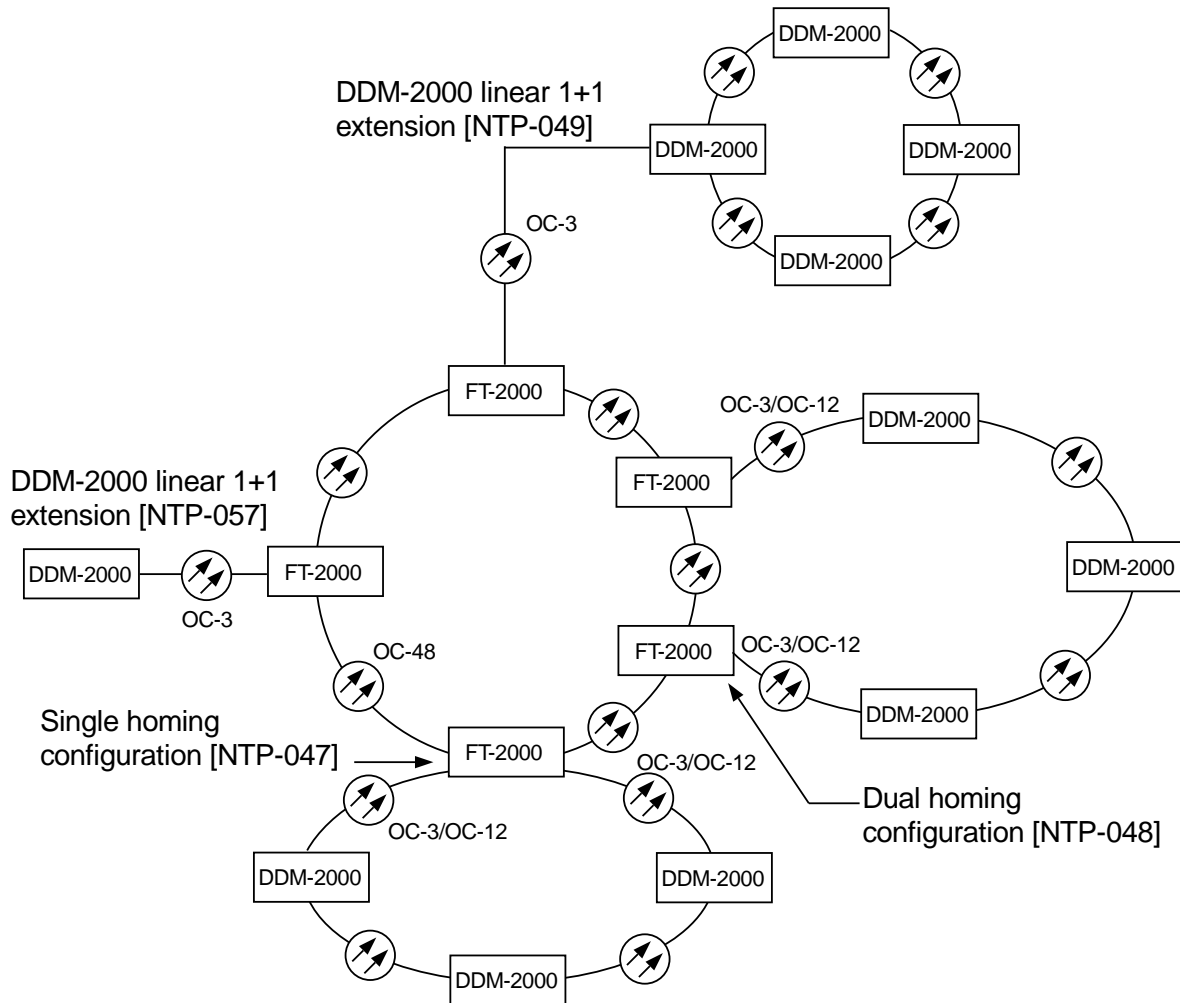 DDM-2000
DDM-2000 linear 1+1
extension [NTP-049]
DDM-2000
DDM-2000
OC-3
DDM-2000
FT-2000
OC-3/OC-12
DDM-2000
DDM-2000 linear 1+1
extension [NTP-057]
FT-2000
DDM-2000
FT-2000
DDM-2000
OC-3
OC-48
FT-2000
OC-3/OC-12
DDM-2000
Single homing
configuration [NTP-047]
FT-2000
OC-3/OC-12
Dual homing
configuration [NTP-048]
OC-3/OC-12
DDM-2000
DDM-2000
DDM-2000